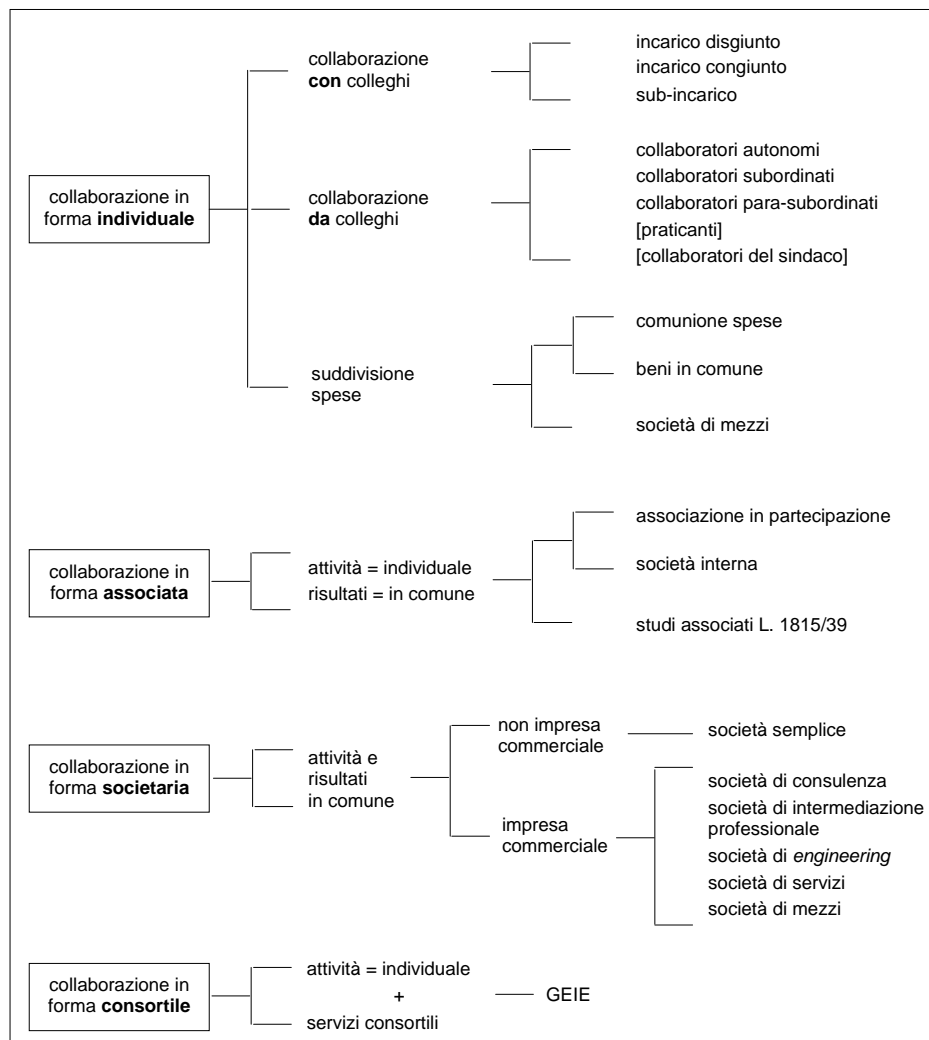 collaborazione
con colleghi
incarico disgiunto
incarico congiunto
sub-incarico
collaborazione in
forma individuale
collaborazione
da colleghi
collaboratori autonomi
collaboratori subordinati
collaboratori para-subordinati
[praticanti]
[collaboratori del sindaco]
suddivisione
spese
comunione spese
beni in comune
società di mezzi
collaborazione in
forma associata
attività = individuale
risultati = in comune
associazione in partecipazione
società interna
studi associati L. 1815/39
collaborazione in
forma societaria
attività e
risultati
in comune
non impresa
commerciale
società semplice
impresa
commerciale
società di consulenza
società di intermediazione
professionale
società di engineering
società di servizi
società di mezzi
collaborazione in
forma consortile
attività = individuale
+
servizi consortili
GEIE